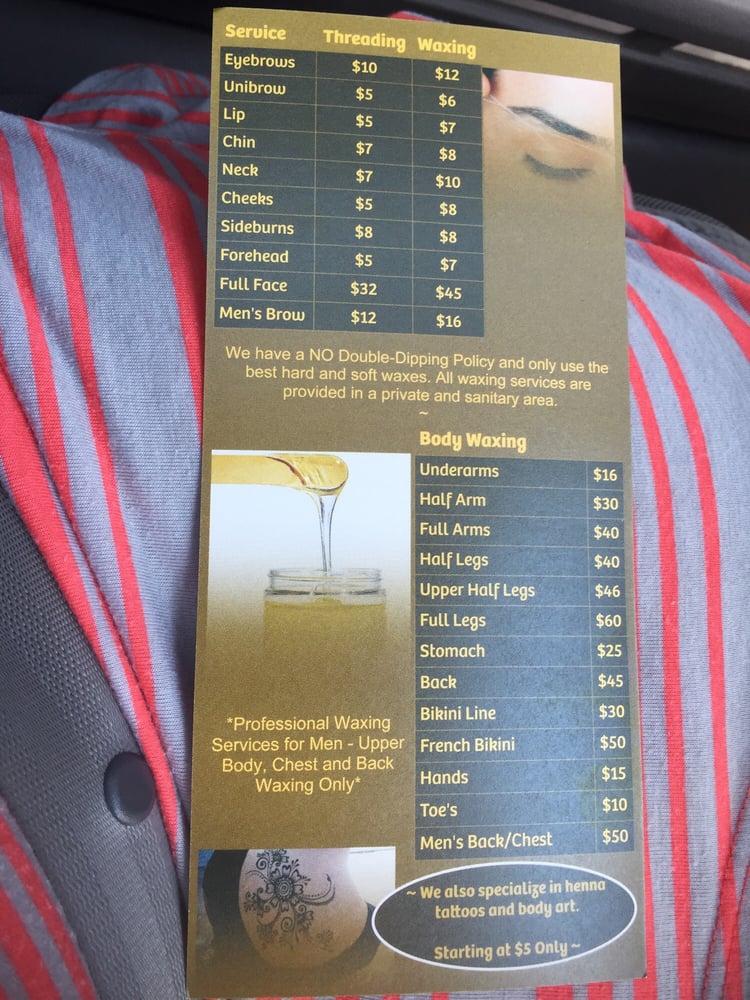 Service Threading Waxing
Eyebrows $10 $12
Unibrow $5 $6
Lip $5 $7
Chin $7 $8
Neck $7 $10
Cheeks $5 $8
Sideburns $8 $8
Forehead $5 $7
Full Face $32 $45
Men's Brow $12 $16
We have a NO Double-Dipping Policy and only use the
best hard and soft waxes. All waxing services are
provided in a private and sanitary area.
~
Body Waxing
Underarms $16
Half Arm $30
Full Arms $40
Half Legs $40
Upper Half Legs $46
Full Legs $60
Stomach $25
Back $45
Bikini Line $30
French Bikini $50
Hands $15
Toe's $10
Men's Back/Chest $50
*Professional Waxing
Services for Men - Upper
Body, Chest and Back
Waxing Only*
~ We also specialize in henna
tattoos and body art.
Starting at $5 Only ~